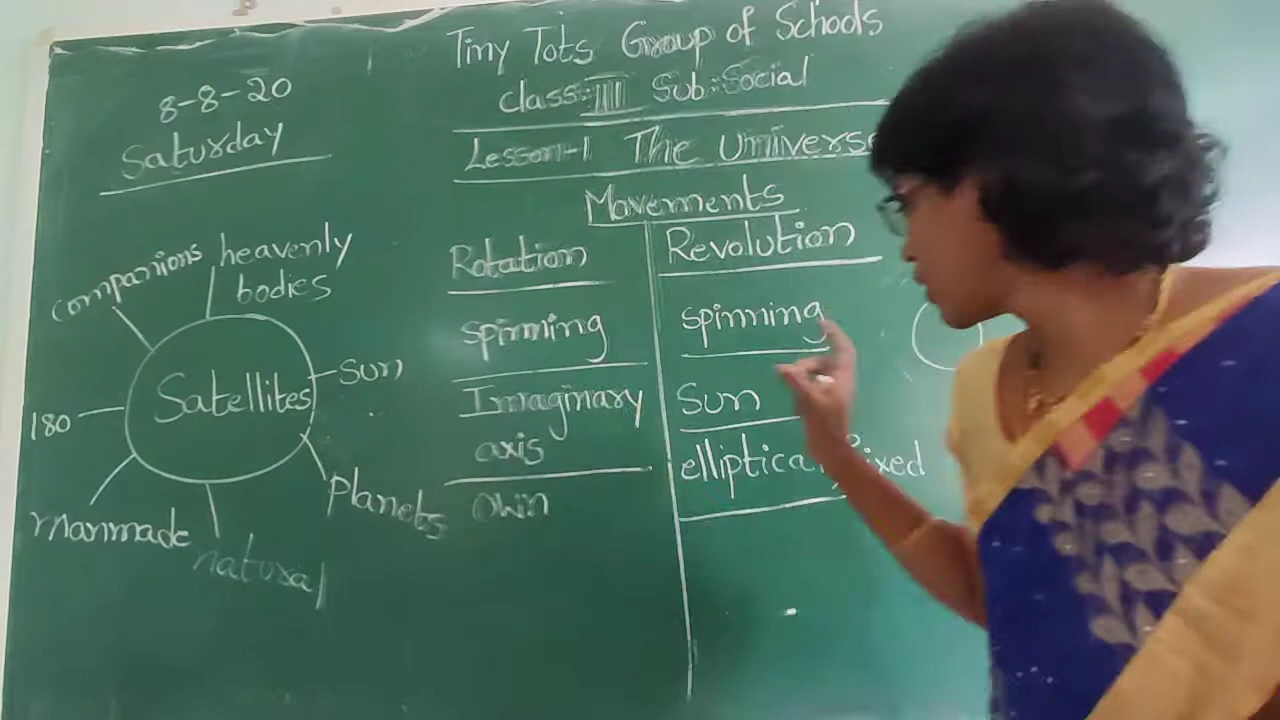 Tiny Tots Group of Schools
8-8-20
Class:III Sub:Social
Saturday
Lesson-1 The Universe
Movements
Rotation
Revolution
spinning
spinning
Imaginary
axis
Sun
own
elliptical, fixed
companions
heavenly
bodies
Sun
Satellites
180
Planets
manmade
natural